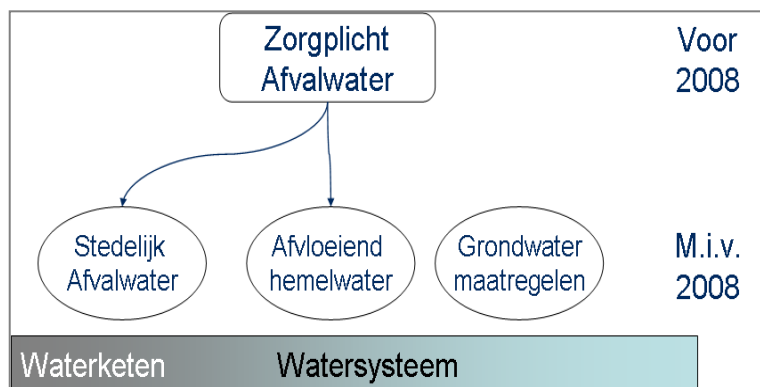 Zorgplicht
Afvalwater
Voor
2008
Stedelijk
Afvalwater
Afvloeiend
hemelwater
Grondwater
maatregelen
M.i.v.
2008
Waterketen
Watersysteem